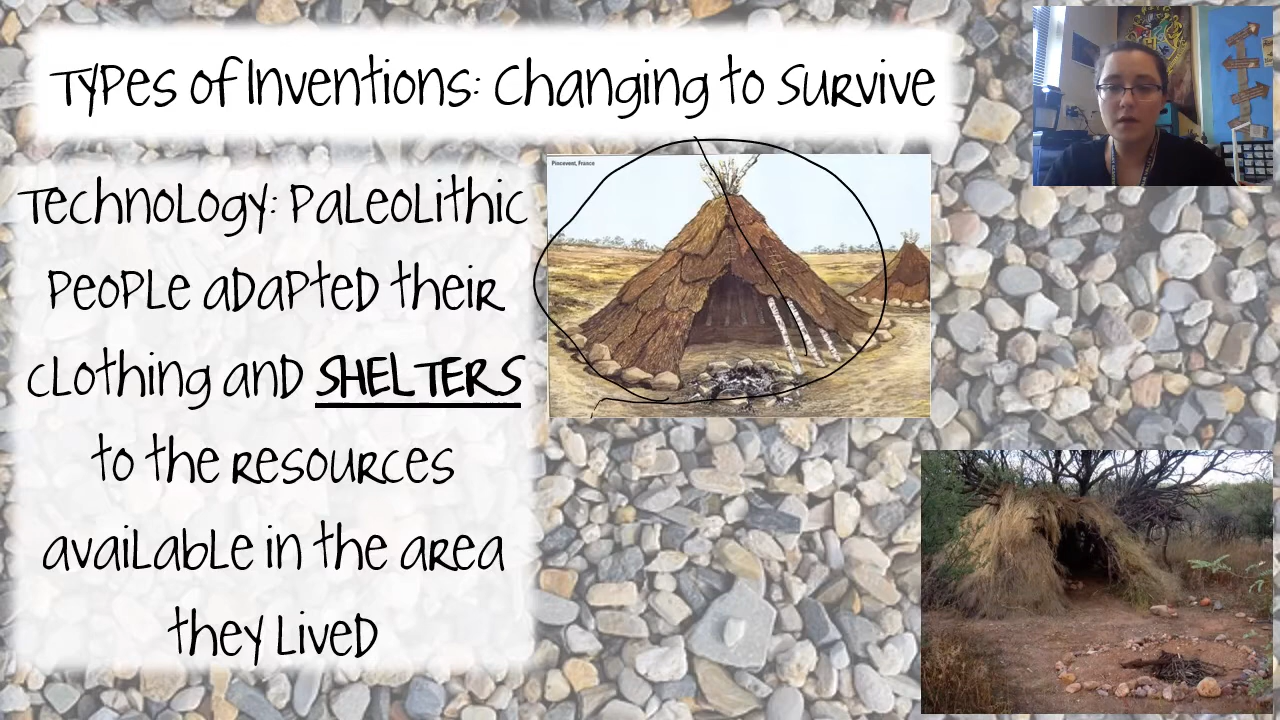 Types of Inventions: Changing to Survive
Technology: Paleolithic
people adapted their
clothing and SHELTERS
to the resources
available in the area
they lived
Pincevent, France